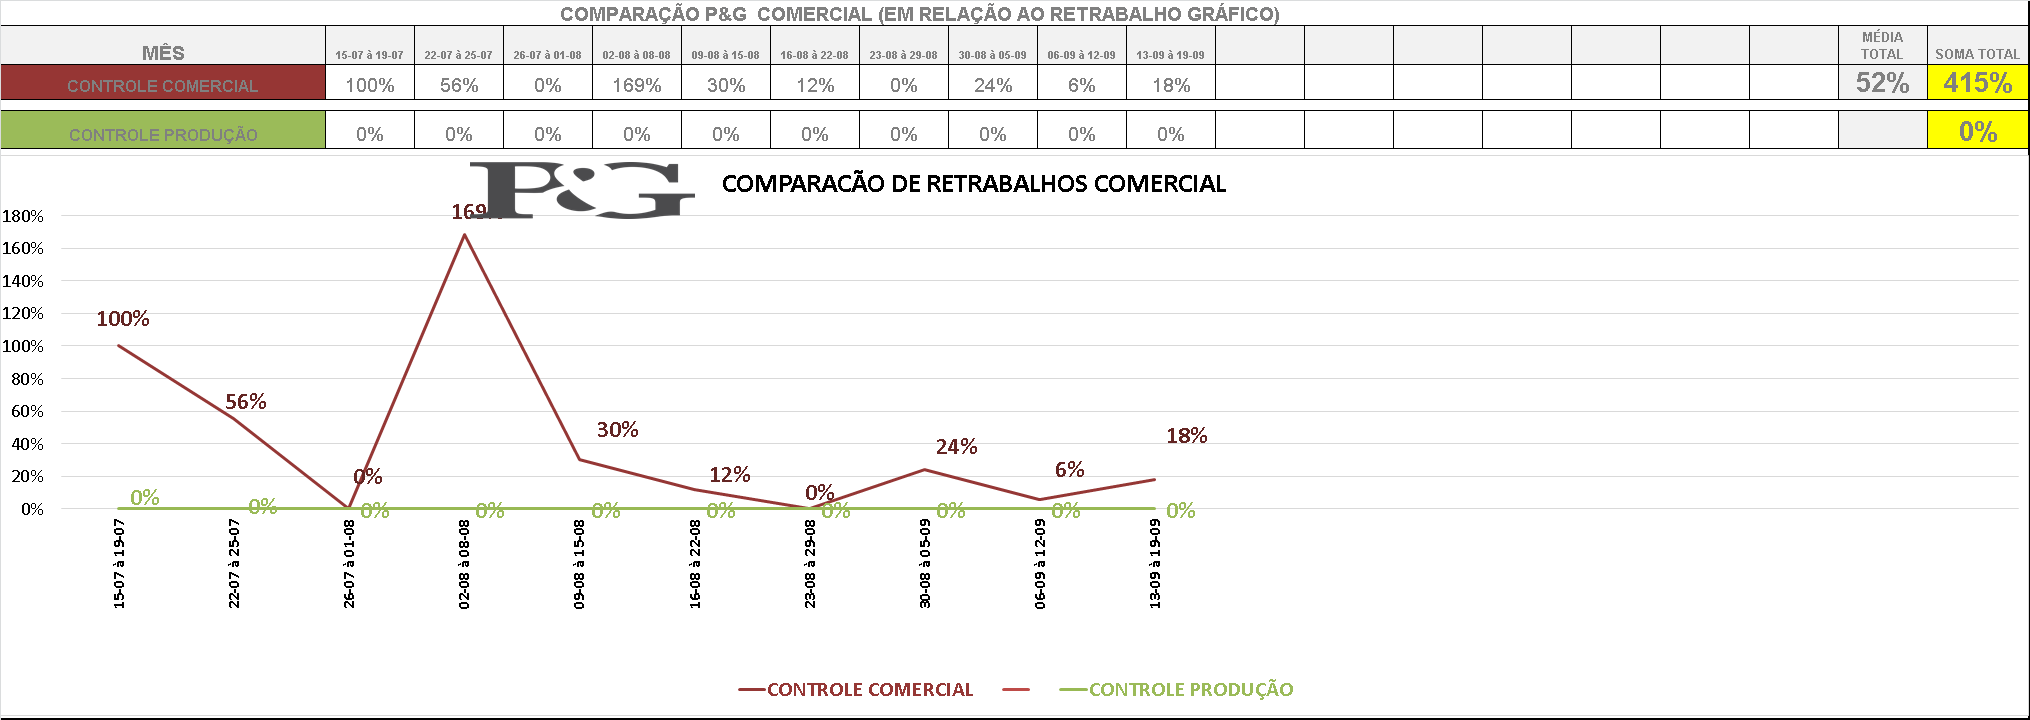 COMPARAÇÃO P&G COMERCIAL (EM RELAÇÃO AO RETRABALHO GRÁFICO)
MÊS 15-07 à 19-07 22-07 à 25-07 26-07 à 01-08 02-08 à 08-08 09-08 à 15-08 16-08 à 22-08 23-08 à 29-08 30-08 à 05-09 06-09 à 12-09 13-09 à 19-09 MÉDIA TOTAL SOMA TOTAL
CONTROLE COMERCIAL 100% 56% 0% 169% 30% 12% 0% 24% 6% 18% 52% 415%
CONTROLE PRODUÇÃO 0% 0% 0% 0% 0% 0% 0% 0% 0% 0% 0%
P&G
COMPARACÃO DE RETRABALHOS COMERCIAL
180%
160%
140%
120%
100%
80%
60%
40%
20%
0%
100%
56%
0%
169%
30%
12%
0%
24%
6%
18%
0% 0% 0% 0% 0% 0% 0% 0% 0% 0%
15-07 à 19-07
22-07 à 25-07
26-07 à 01-08
02-08 à 08-08
09-08 à 15-08
16-08 à 22-08
23-08 à 29-08
30-08 à 05-09
06-09 à 12-09
13-09 à 19-09
CONTROLE COMERCIAL CONTROLE PRODUÇÃO